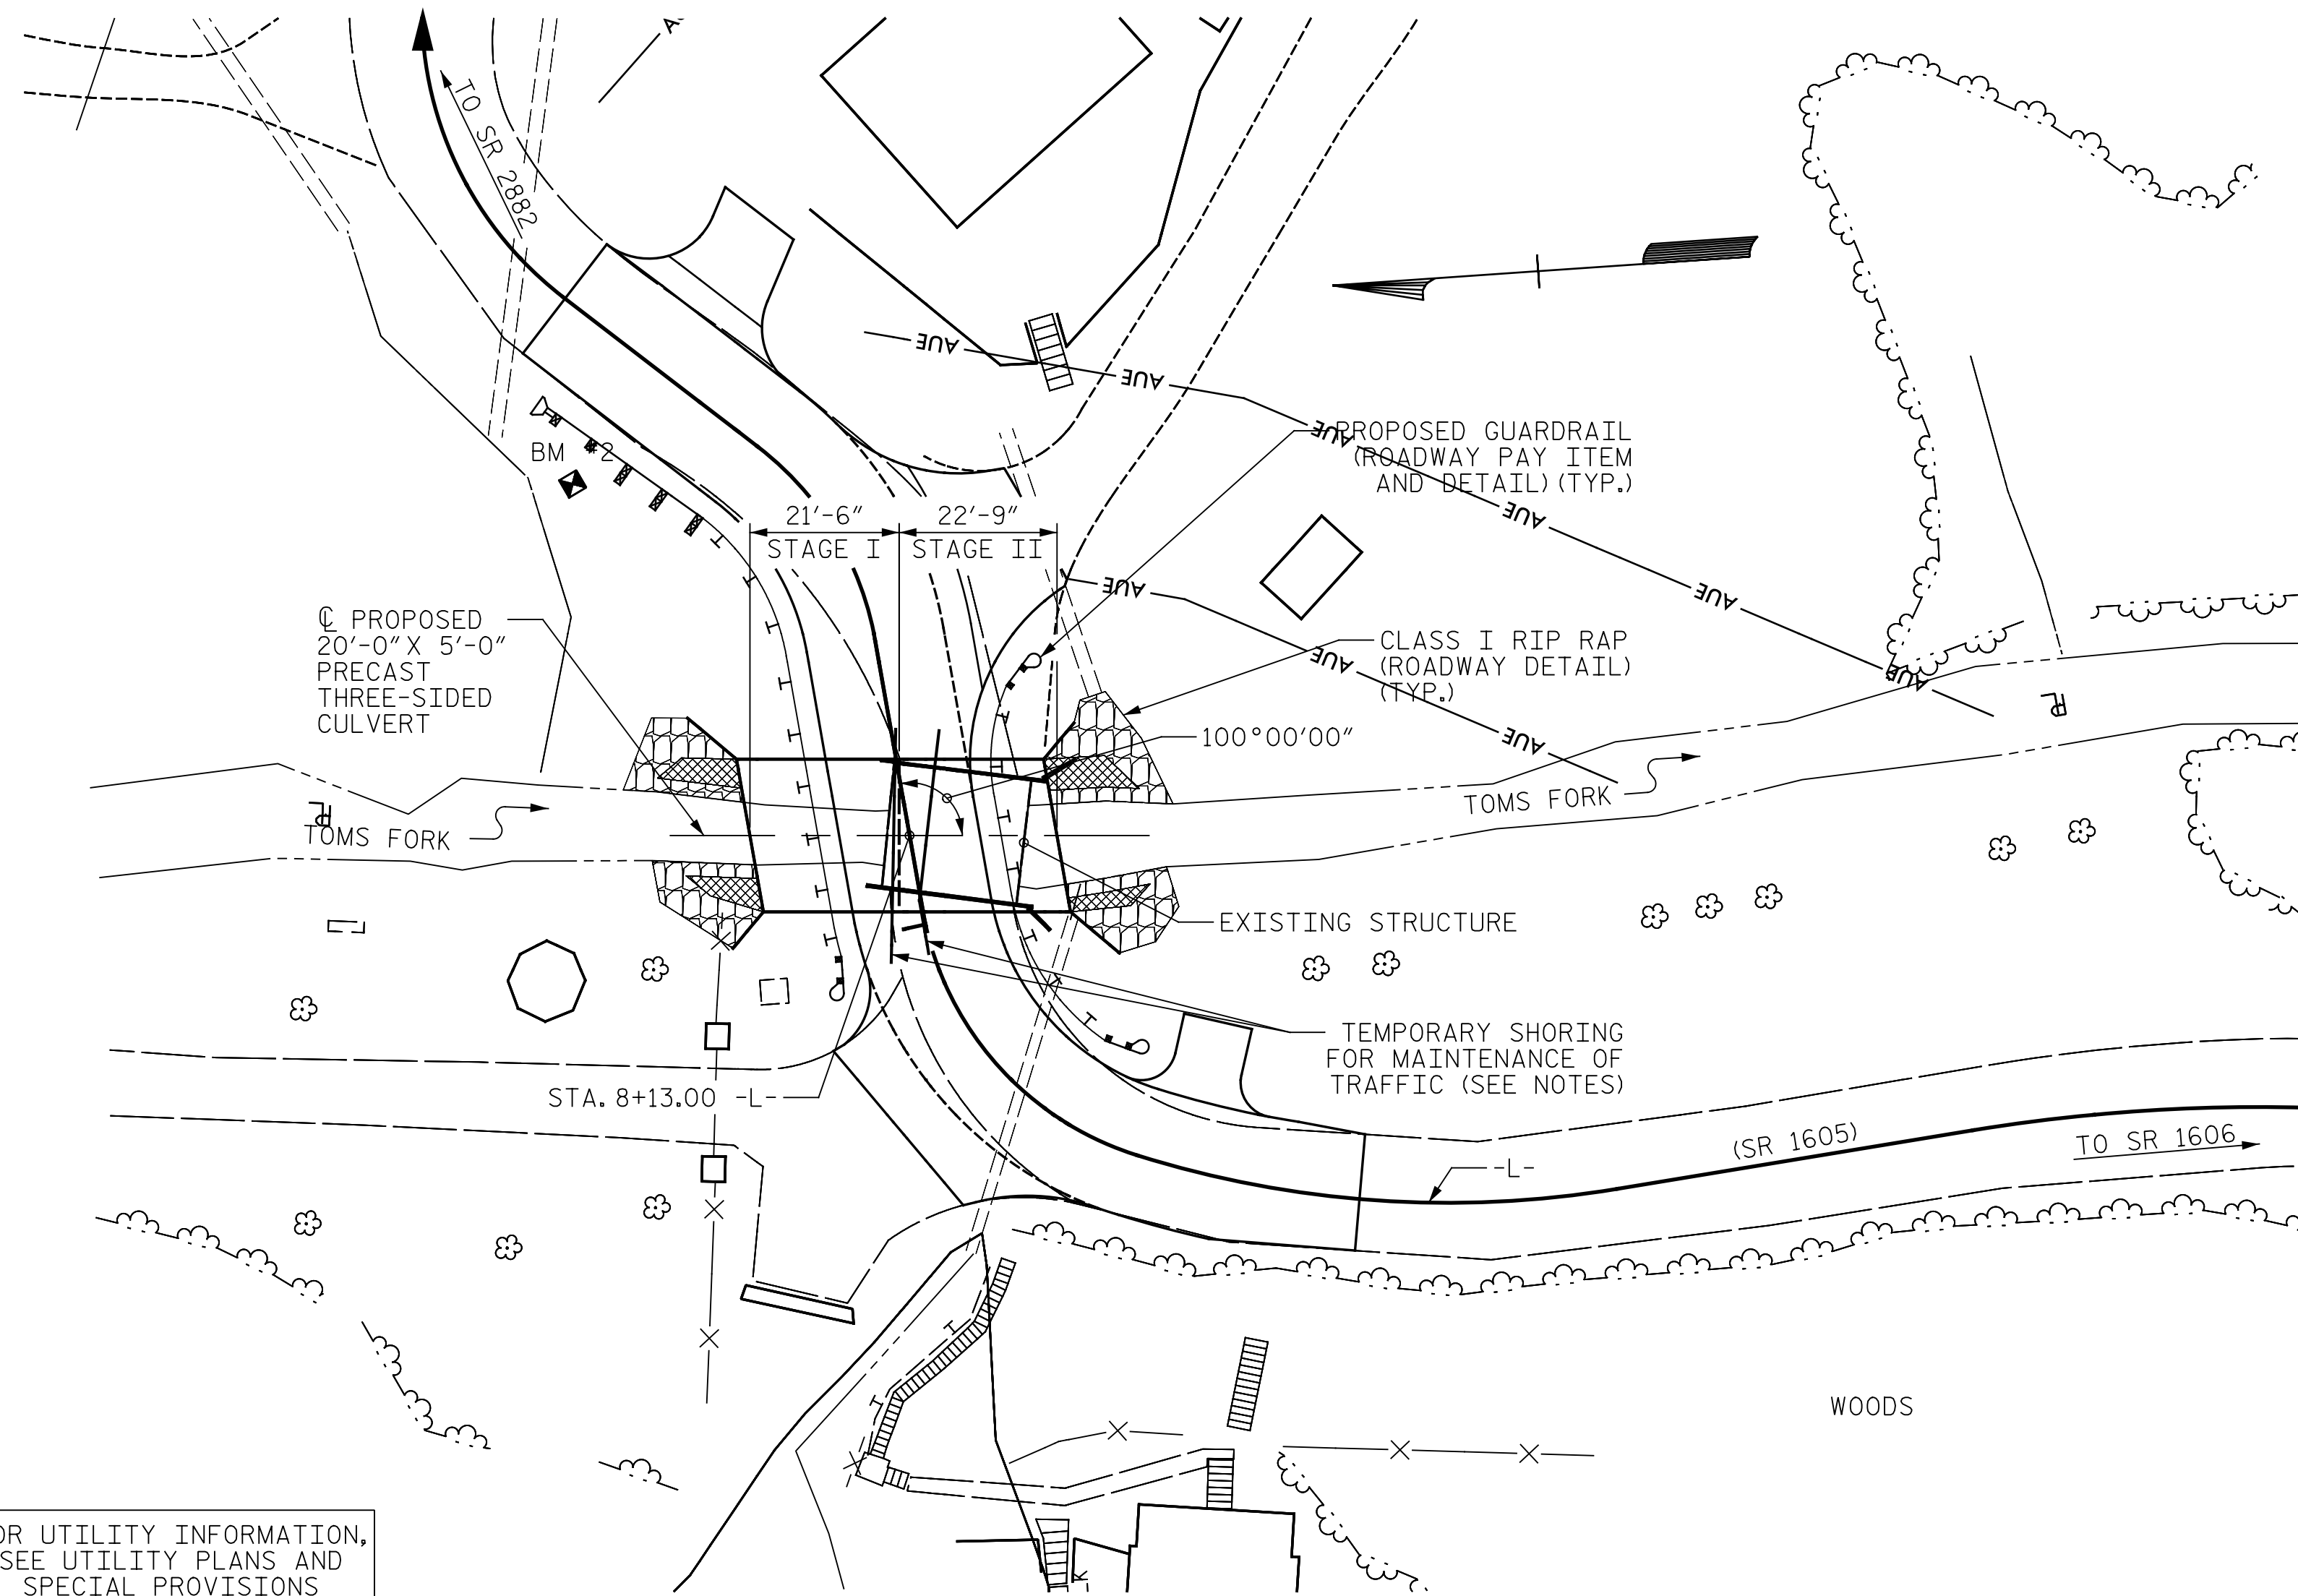 TO SR 2882
AUE
AUE
AUE
AUE
AUE
AUE
BM #2
PROPOSED GUARDRAIL
(ROADWAY PAY ITEM
AND DETAIL) (TYP.)
21'-6"
22'-9"
STAGE I
STAGE II
AUE
AUE
AUE
℄ PROPOSED
20'-0" X 5'-0"
PRECAST
THREE-SIDED
CULVERT
CLASS I RIP RAP
(ROADWAY DETAIL)
(TYP.)
100°00'00"
TOMS FORK
TOMS FORK
EXISTING STRUCTURE
TEMPORARY SHORING
FOR MAINTENANCE OF
TRAFFIC (SEE NOTES)
STA. 8+13.00 -L-
(SR 1605)
TO SR 1606
-L-
WOODS
OR UTILITY INFORMATION,
SEE UTILITY PLANS AND
SPECIAL PROVISIONS